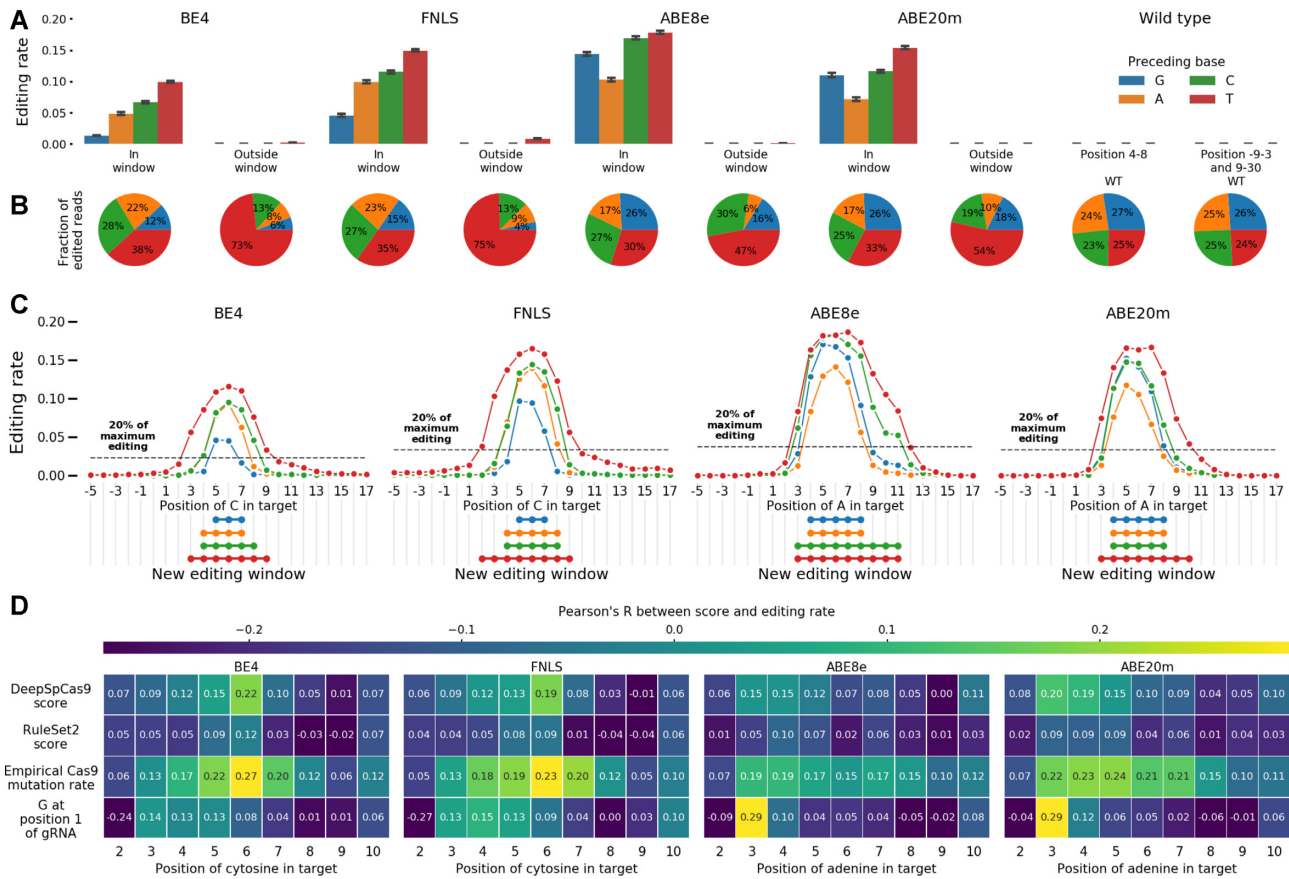 A
BE4 FNLS ABE8e ABE20m Wild type
Editing rate
0.20
0.15
0.10
0.05
0.00
Preceding base
G C
A T
In window
Outside window
In window
Outside window
In window
Outside window
In window
Outside window
Position 4-8
Position -9-3 and 9-30
WT WT
B
Fraction of edited reads
22% 12% 28% 38%
13% 8% 6% 73%
23% 15% 27% 35%
13% 9% 4% 75%
17% 26% 27% 30%
6% 30% 16% 47%
17% 26% 25% 33%
10% 19% 18% 54%
24% 27% 23% 25%
25% 26% 25% 24%
C
BE4 FNLS ABE8e ABE20m
Editing rate
0.20
0.15
0.10
0.05
0.00
20% of maximum editing
20% of maximum editing
20% of maximum editing
20% of maximum editing
-5 -3 -1 1 3 5 7 9 11 13 15 17
-5 -3 -1 1 3 5 7 9 11 13 15 17
-5 -3 -1 1 3 5 7 9 11 13 15 17
-5 -3 -1 1 3 5 7 9 11 13 15 17
Position of C in target Position of C in target Position of A in target Position of A in target
New editing window New editing window New editing window New editing window
D
Pearson's R between score and editing rate
−0.2 −0.1 0.0 0.1 0.2
BE4 FNLS ABE8e ABE20m
DeepSpCas9 score
0.07 0.09 0.12 0.15 0.22 0.10 0.05 0.01 0.07
0.06 0.09 0.12 0.13 0.19 0.08 0.03 -0.01 0.06
0.06 0.15 0.15 0.12 0.07 0.08 0.05 0.00 0.11
0.08 0.20 0.19 0.15 0.10 0.09 0.04 0.05 0.10
RuleSet2 score
0.05 0.05 0.05 0.09 0.12 0.03 -0.03 -0.02 0.07
0.05 0.05 0.06 0.08 0.09 0.01 -0.04 -0.04 0.06
0.01 0.05 0.08 0.06 0.02 0.06 0.03 0.01 0.03
0.02 0.09 0.09 0.09 0.04 0.06 0.01 0.04 0.03
Empirical Cas9 mutation rate
0.06 0.13 0.17 0.22 0.27 0.20 0.12 0.06 0.12
0.05 0.13 0.18 0.19 0.23 0.20 0.12 0.05 0.10
0.07 0.19 0.19 0.17 0.15 0.17 0.15 0.10 0.12
0.07 0.22 0.23 0.24 0.21 0.21 0.15 0.10 0.11
G at position 1 of gRNA
-0.24 0.14 0.13 0.13 0.08 0.04 0.01 0.01 0.06
-0.27 0.13 0.15 0.13 0.09 0.08 0.00 0.03 0.10
-0.09 0.29 0.10 0.04 0.04 0.04 -0.05 -0.02 0.08
-0.04 0.29 0.12 0.06 0.05 0.05 -0.06 -0.01 0.06
2 3 4 5 6 7 8 9 10
2 3 4 5 6 7 8 9 10
2 3 4 5 6 7 8 9 10
2 3 4 5 6 7 8 9 10
Position of cytosine in target Position of cytosine in target Position of adenine in target Position of adenine in target